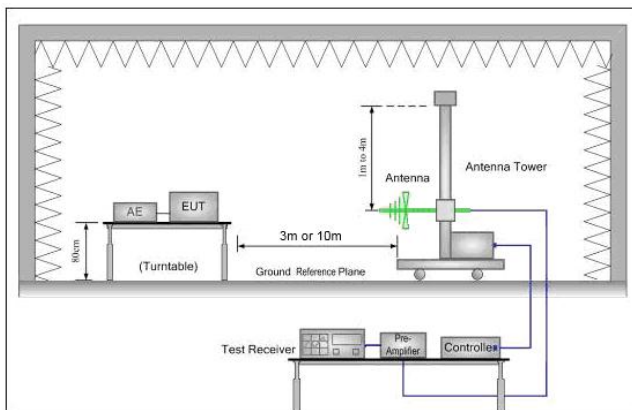 1m to 4m
Antenna
Antenna Tower
AE
EUT
80cm
(Turntable)
3m or 10m
Ground Reference Plane
Test Receiver
Pre-
Amplifier
Controller